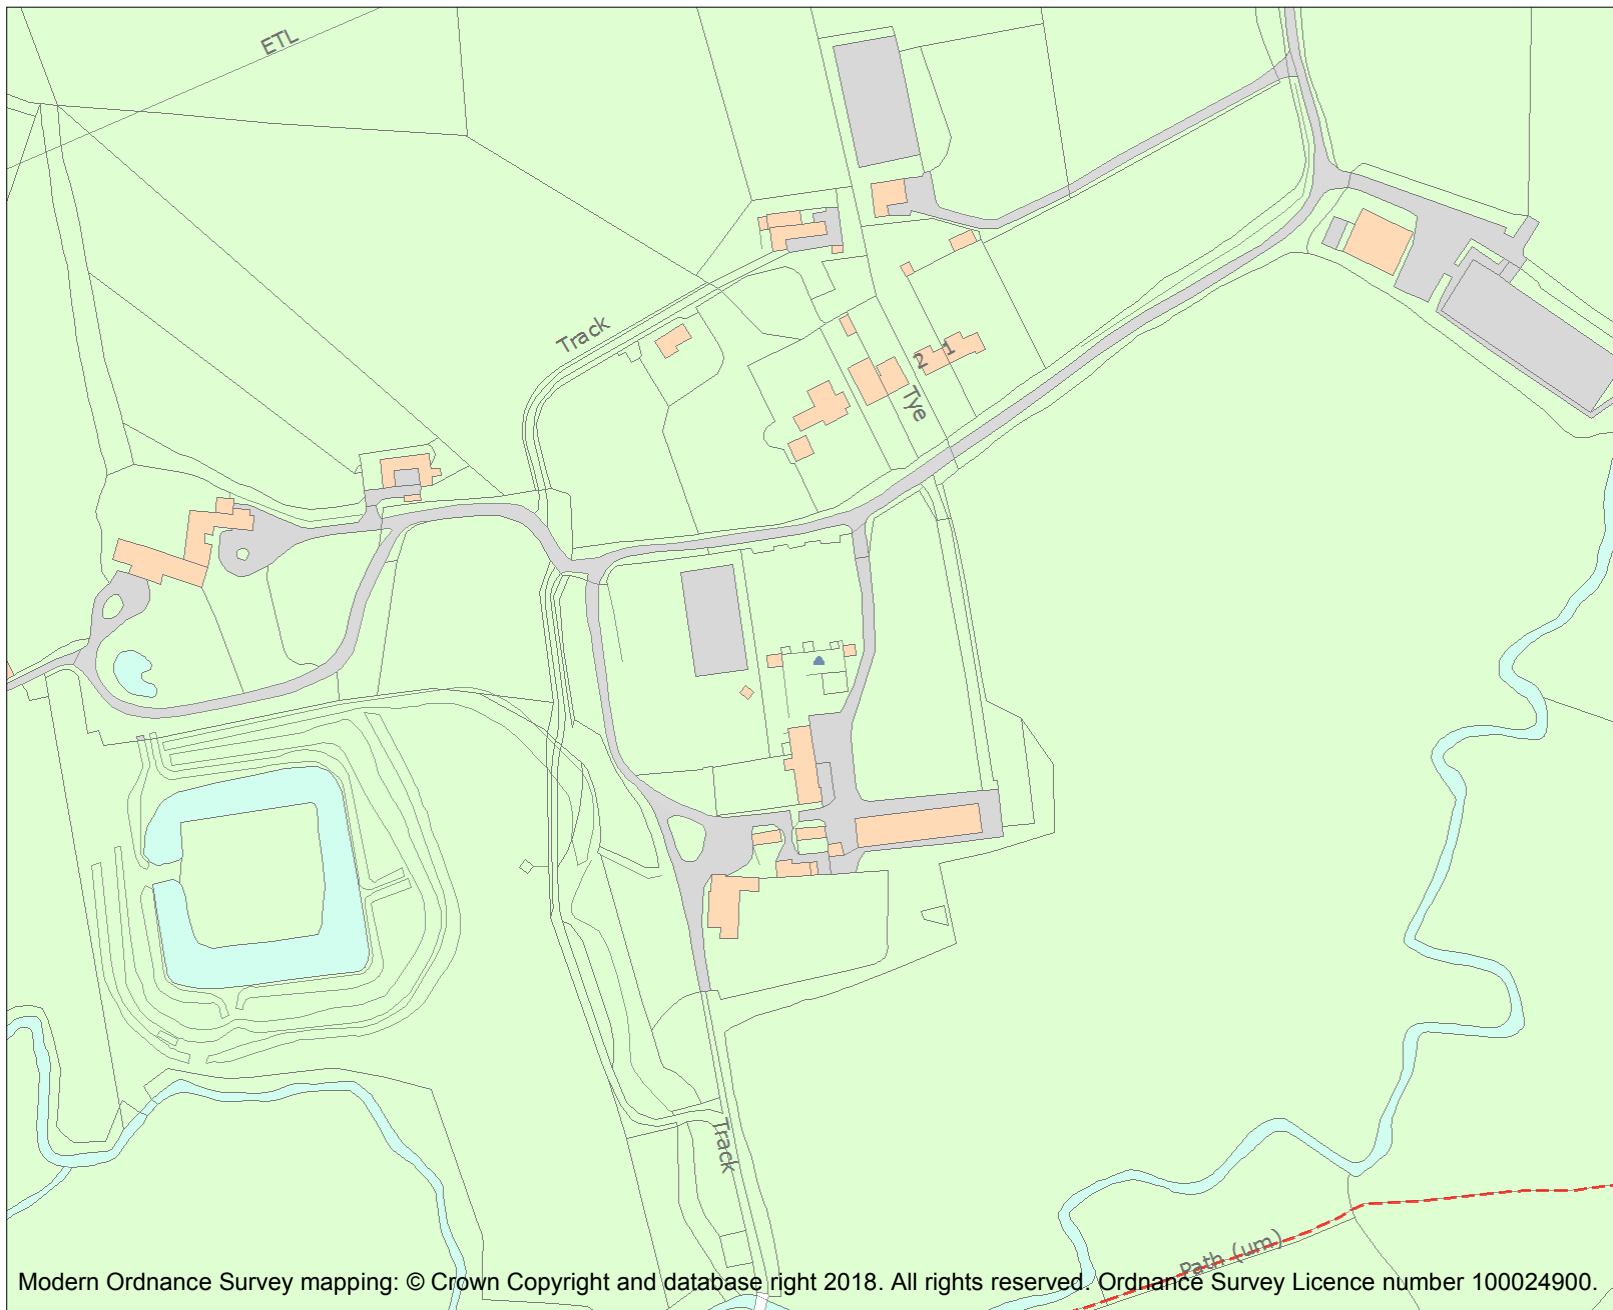 ETL
Track
2 1
Tye
Track
Path (um)
Modern Ordnance Survey mapping: © Crown Copyright and database right 2018. All rights reserved. Ordnance Survey Licence number 100024900.